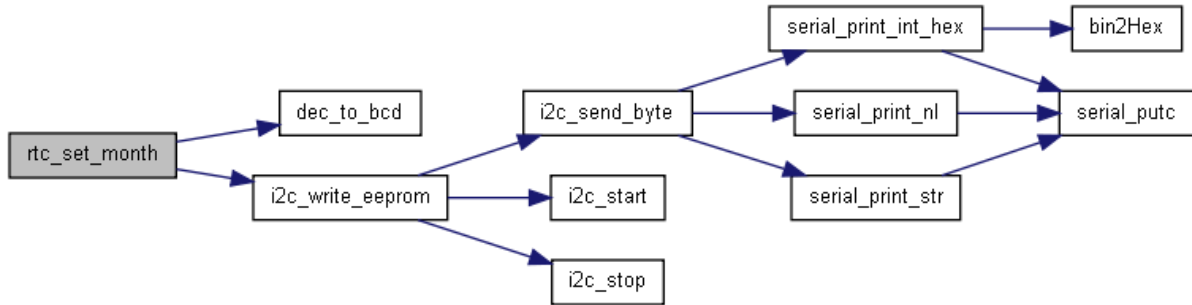 serial_print_int_hex
bin2Hex
dec_to_bcd
i2c_send_byte
serial_print_nl
serial_putc
rtc_set_month
i2c_write_eeprom
i2c_start
serial_print_str
i2c_stop